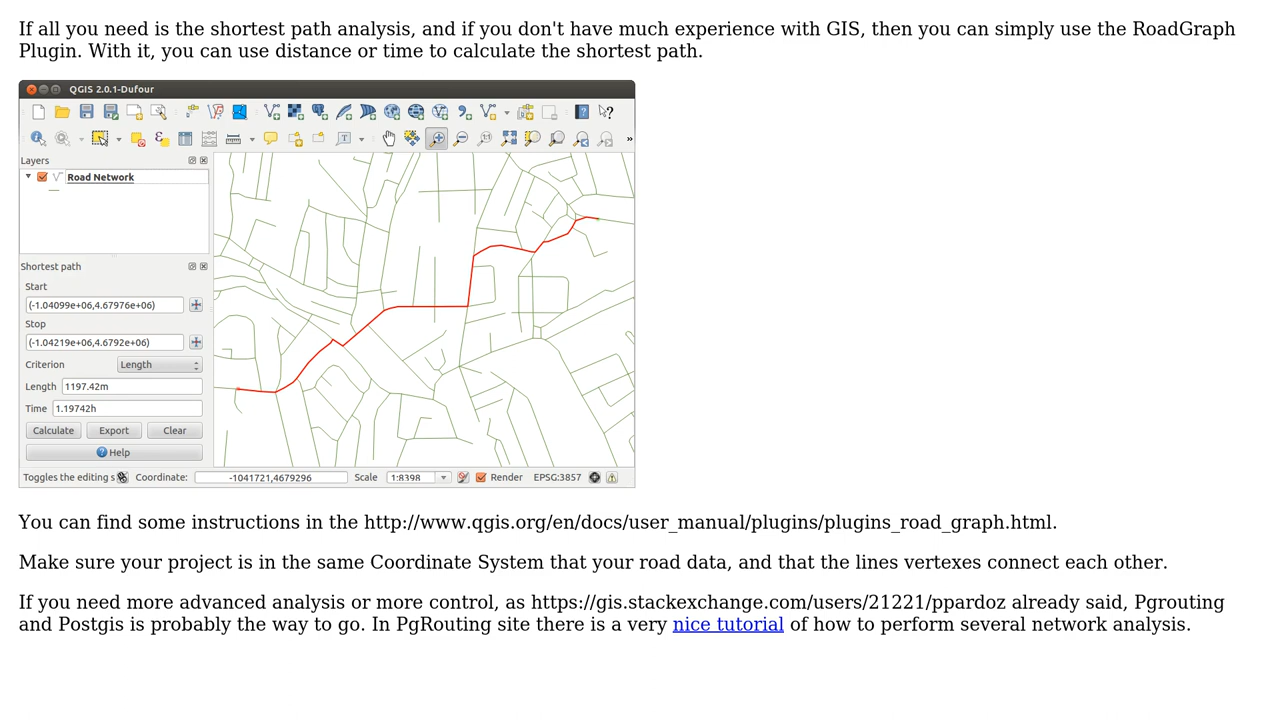 If all you need is the shortest path analysis, and if you don't have much experience with GIS, then you can simply use the RoadGraph
Plugin. With it, you can use distance or time to calculate the shortest path.
QGIS 2.0.1-Dufour
Layers
Road Network
Shortest path
Start
(-1.04099e+06,4.67976e+06)
Stop
(-1.04219e+06,4.6792e+06)
Criterion Length
Length 1197.42m
Time 1.19742h
Calculate Export Clear
Help
Toggles the editing s Coordinate: -1041721,4679296 Scale 1:8398 Render EPSG:3857
You can find some instructions in the http://www.qgis.org/en/docs/user_manual/plugins/plugins_road_graph.html.
Make sure your project is in the same Coordinate System that your road data, and that the lines vertexes connect each other.
If you need more advanced analysis or more control, as https://gis.stackexchange.com/users/21221/ppardoz already said, Pgrouting
and Postgis is probably the way to go. In PgRouting site there is a very nice tutorial of how to perform several network analysis.